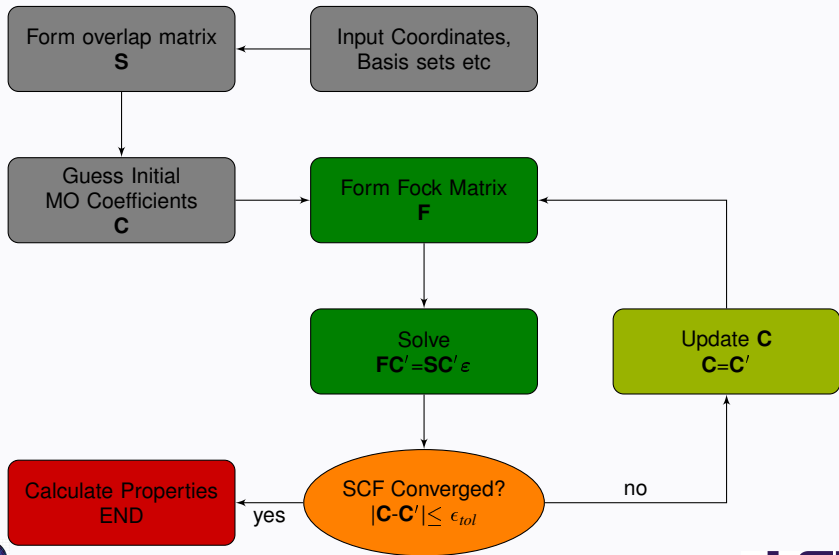 Form overlap matrix
S
Input Coordinates,
Basis sets etc
Guess Initial
MO Coefficients
C
Form Fock Matrix
F
Solve
FC′=SC′ε
Update C
C=C′
Calculate Properties
END
yes
SCF Converged?
|C-C′|≤ ϵtol
no